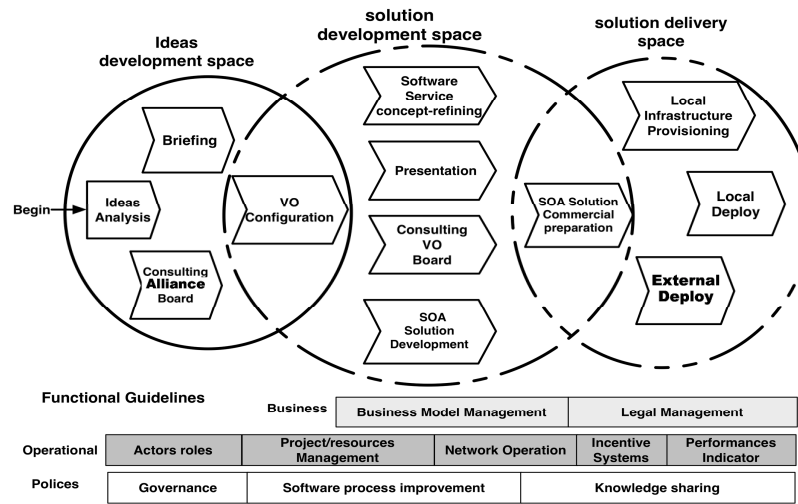 Ideas
development space
solution
development space
solution delivery
space
Begin
Ideas
Analysis
Briefing
Consulting
Alliance
Board
VO
Configuration
Software
Service
concept-refining
Presentation
Consulting
VO
Board
SOA
Solution
Development
SOA Solution
Commercial
preparation
Local
Infrastructure
Provisioning
Local
Deploy
External
Deploy
Functional Guidelines
Business
Business Model Management
Legal Management
Operational
Actors roles
Project/resources
Management
Network Operation
Incentive
Systems
Performances
Indicator
Polices
Governance
Software process improvement
Knowledge sharing